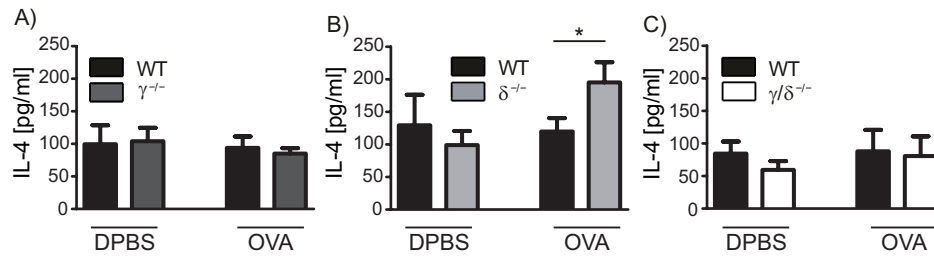 A)
IL-4 [pg/ml]
250
200
150
100
50
0
WT
γ⁻/⁻
DPBS
OVA
B)
IL-4 [pg/ml]
250
200
150
100
50
0
*
WT
δ⁻/⁻
DPBS
OVA
C)
IL-4 [pg/ml]
250
200
150
100
50
0
WT
γ/δ⁻/⁻
DPBS
OVA